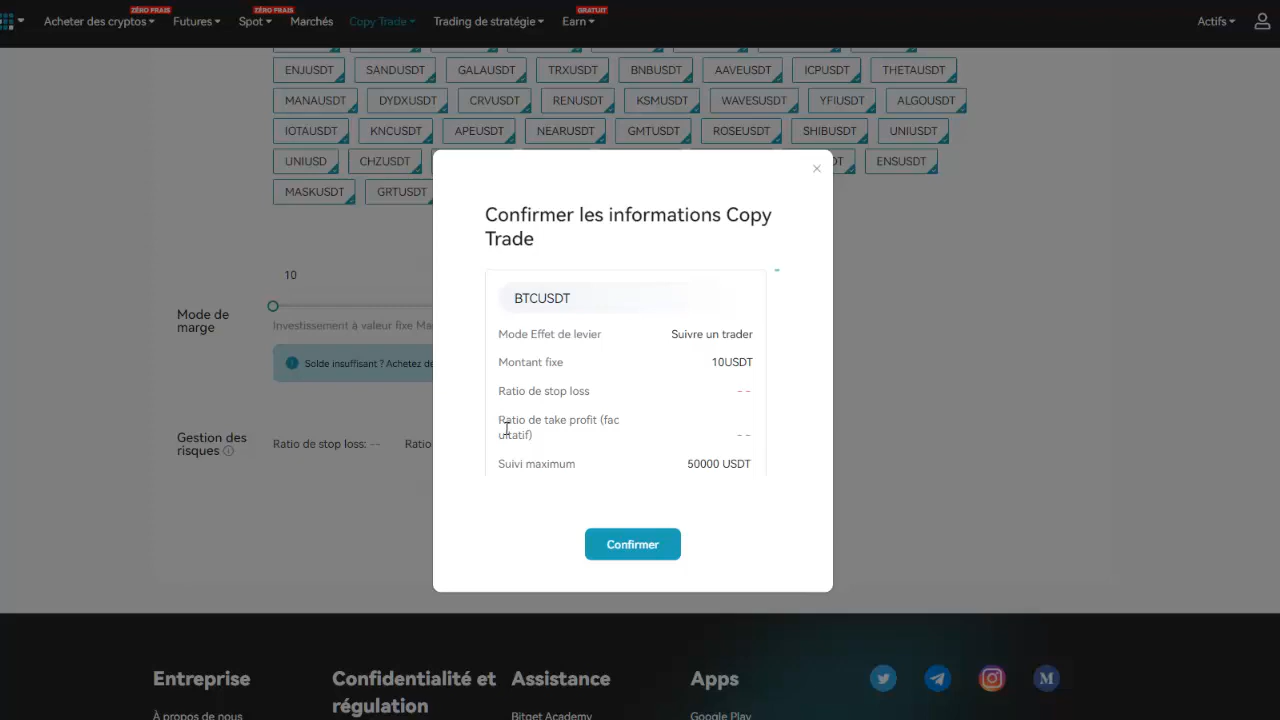 ZÉRO FRAIS ZÉRO FRAIS GRATUIT
Acheter des cryptos Futures Spot Marchés Copy Trade Trading de stratégie Earn Actifs
ENJUSDT SANDUSDT GALAUSDT TRXUSDT BNBUSDT AAVEUSDT ICPUSDT THETAUSDT
MANAUSDT DYDXUSDT CRVUSDT RENUSDT KSMUSDT WAVESUSDT YFIUSDT ALGOUSDT
IOTAUSDT KNCUSDT APEUSDT NEARUSDT GMTUSDT ROSEUSDT SHIBUSDT UNIUSDT
UNIUSD CHZUSDT ENSUSDT
MASKUSDT GRTUSDT
10
Mode de
marge
Investissement à valeur fixe
Solde insuffisant ? Achetez
Gestion des
risques
Ratio de stop loss: -- Ratio
Confirmer les informations Copy
Trade
BTCUSDT
Mode Effet de levier Suivre un trader
Montant fixe 10USDT
Ratio de stop loss --
Ratio de take profit (fac
ultatif) --
Suivi maximum 50000 USDT
Confirmer
Entreprise Confidentialité et Assistance Apps
régulation
À propos de nous Bitget Academy Google Play